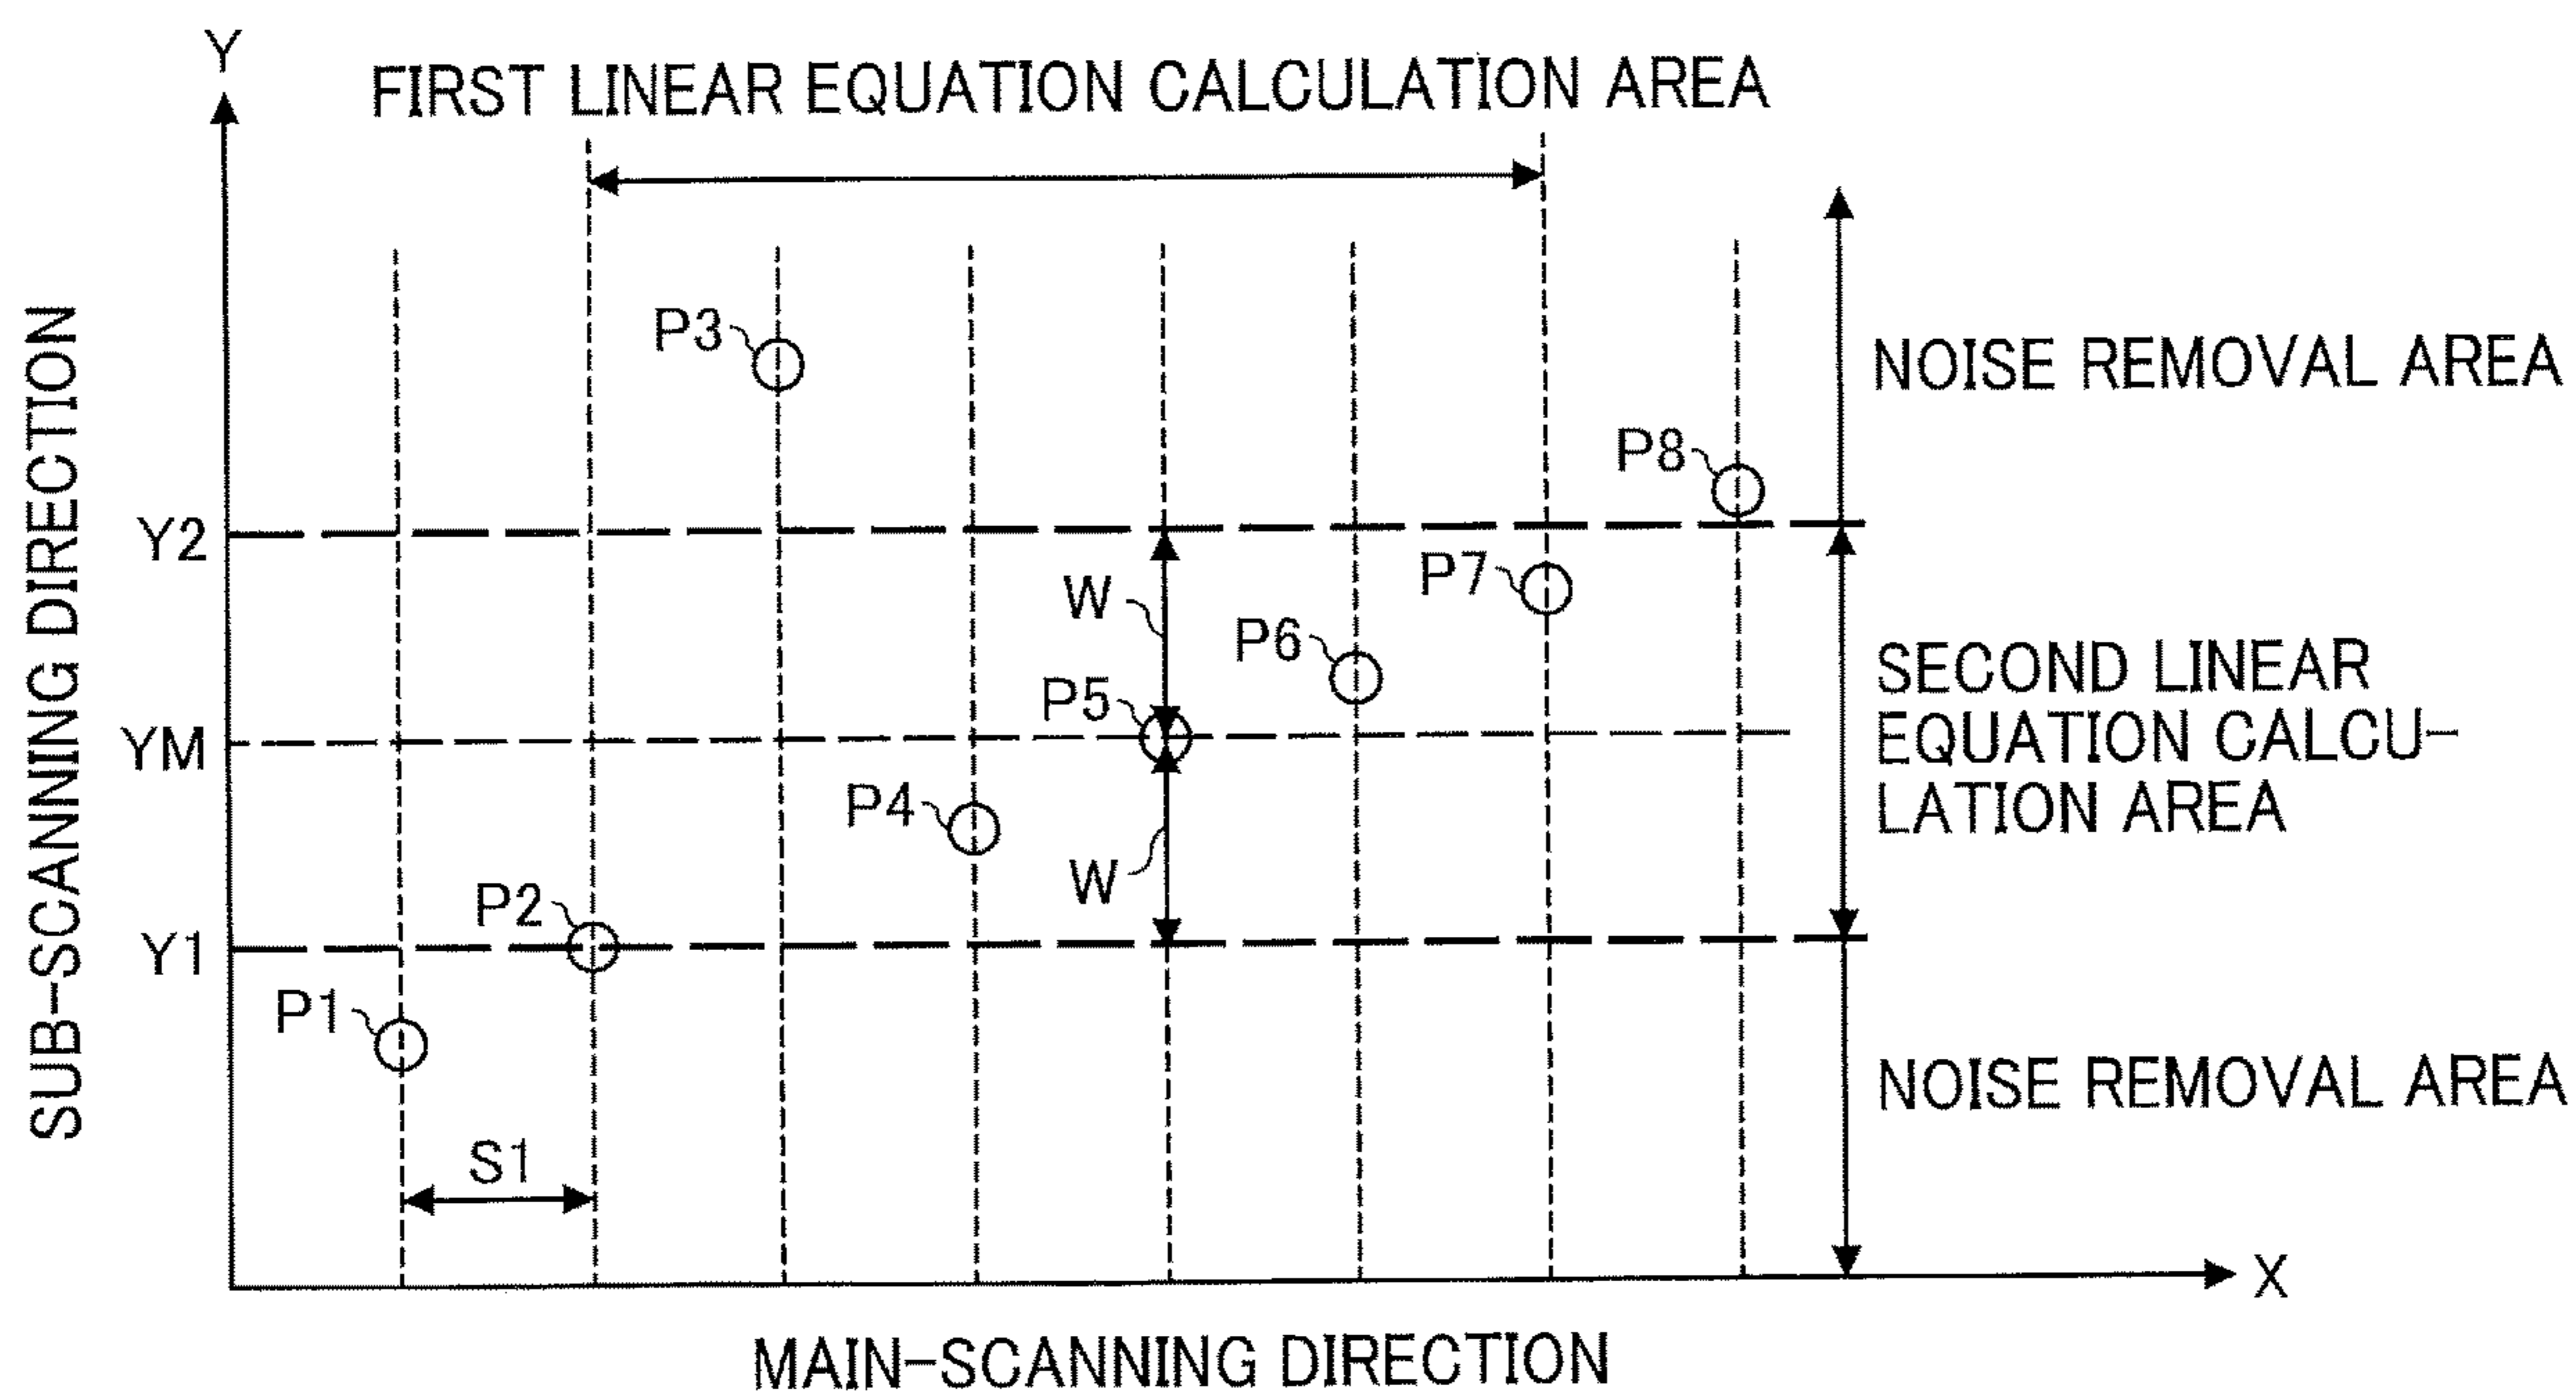 Y
FIRST LINEAR EQUATION CALCULATION AREA
P3
NOISE REMOVAL AREA
P8
Y2
P7
W
P6
SECOND LINEAR
EQUATION CALCU-
LATION AREA
P5
YM
P4
W
P2
Y1
P1
NOISE REMOVAL AREA
S1
X
SUB-SCANNING DIRECTION
MAIN-SCANNING DIRECTION